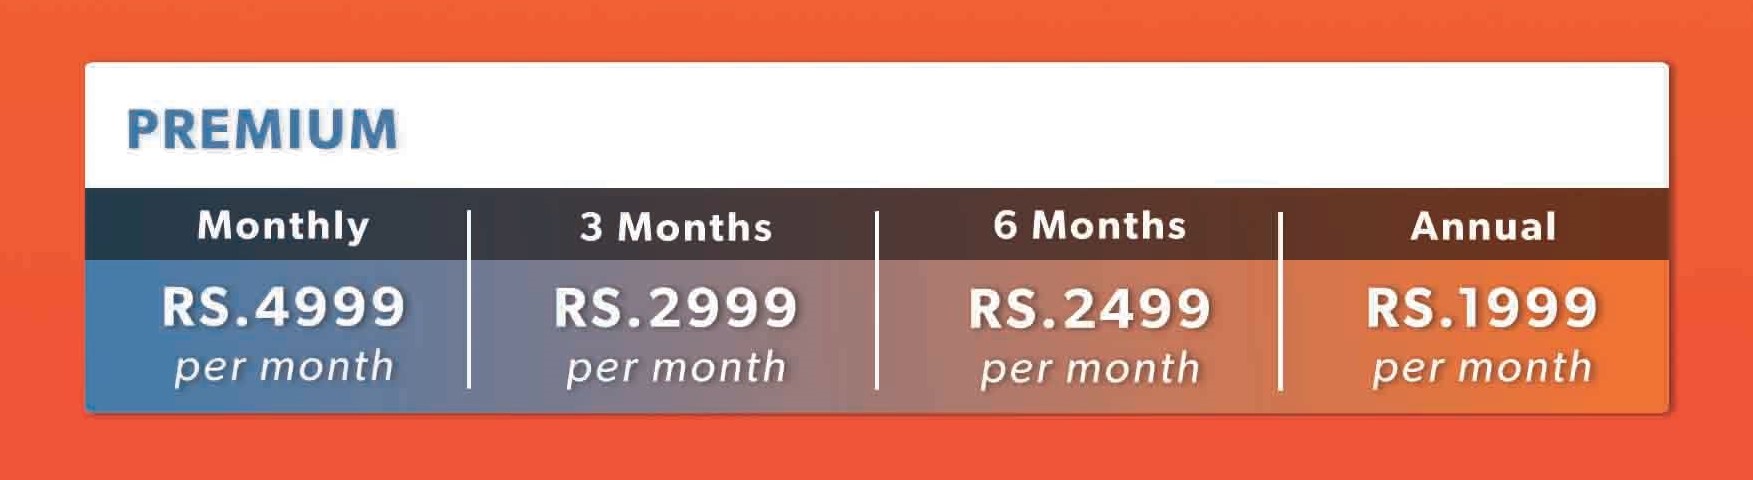 PREMIUM
Monthly 3 Months 6 Months Annual
RS.4999 RS.2999 RS.2499 RS.1999
per month per month per month per month